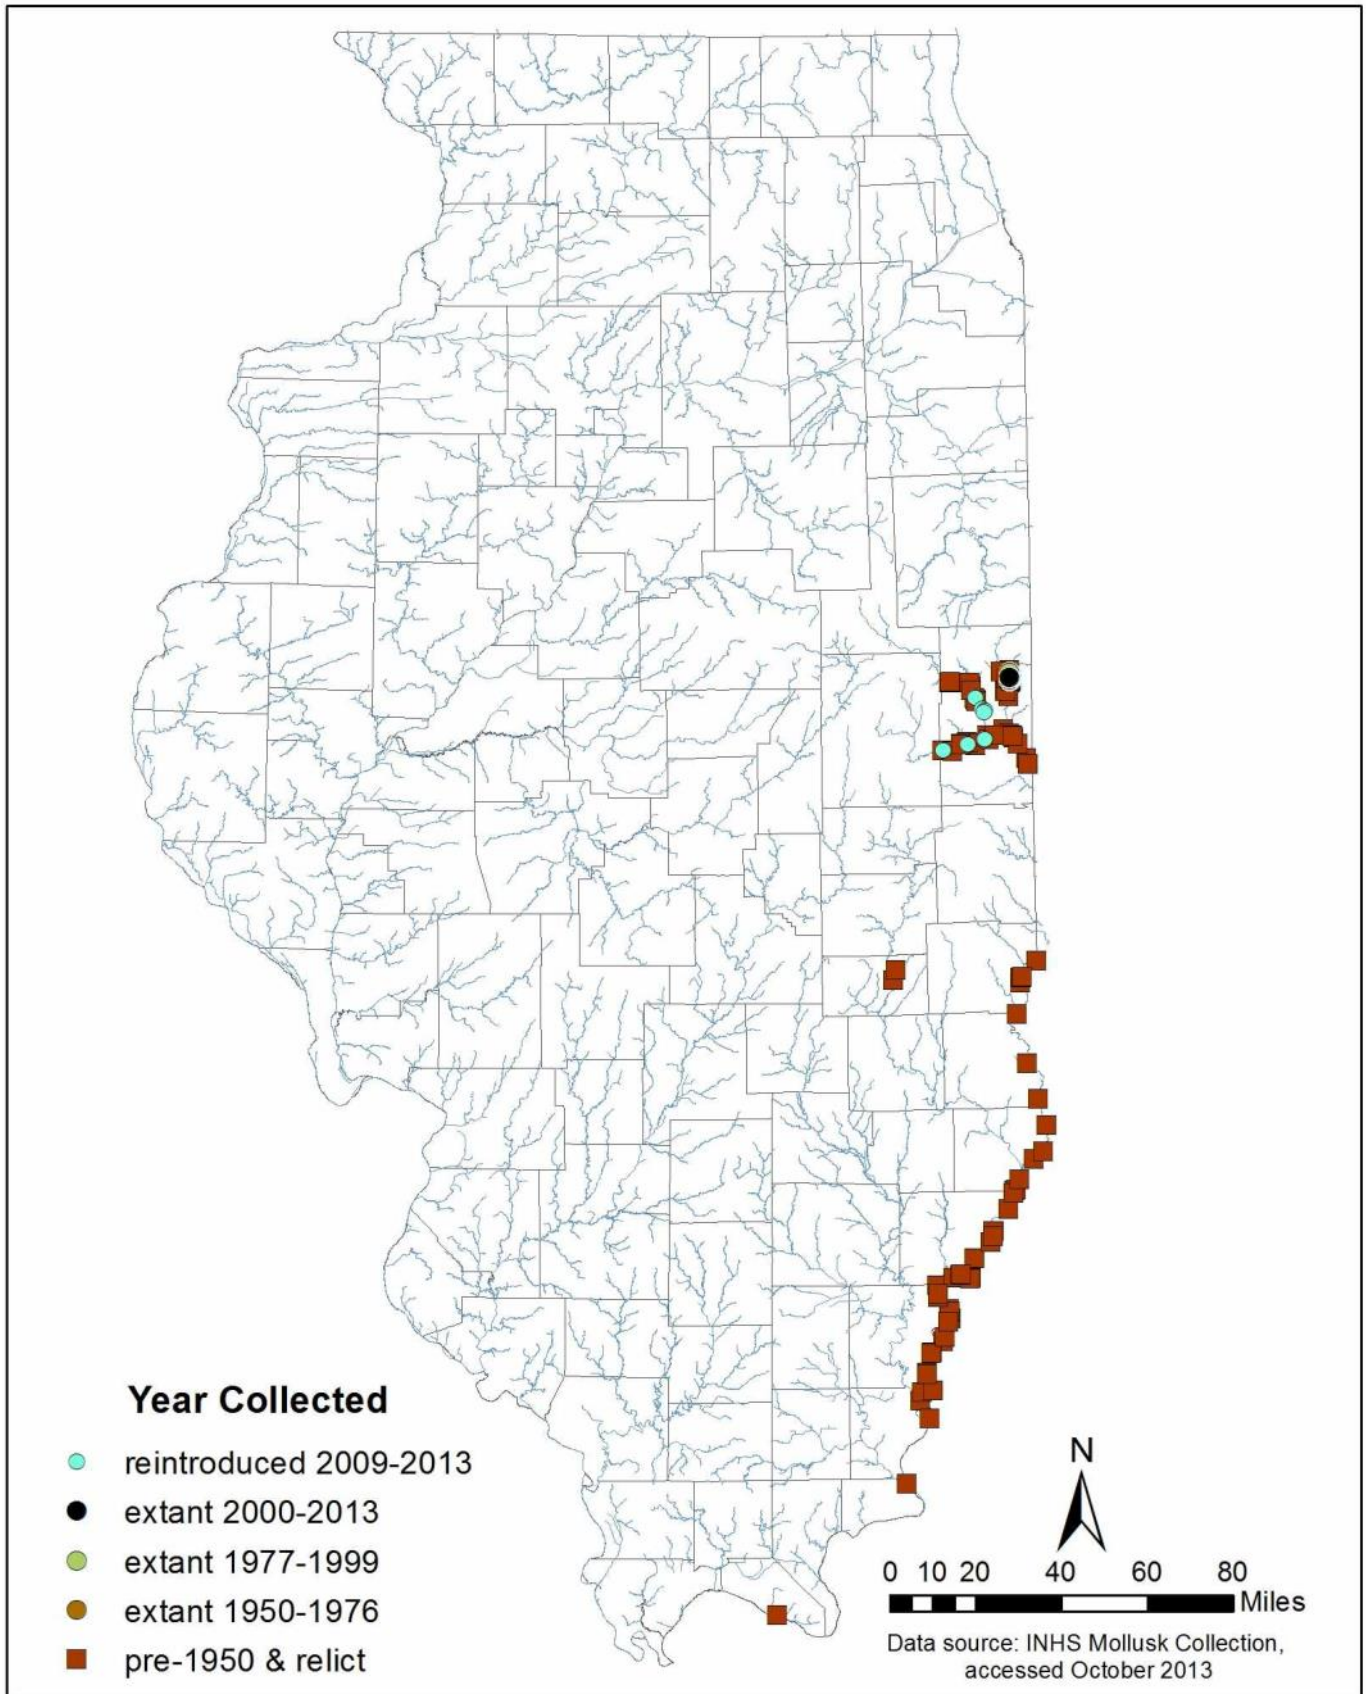 Year Collected
reintroduced 2009-2013
extant 2000-2013
extant 1977-1999
extant 1950-1976
pre-1950 & relict
N
0 10 20 40 60 80
Miles
Data source: INHS Mollusk Collection,
accessed October 2013